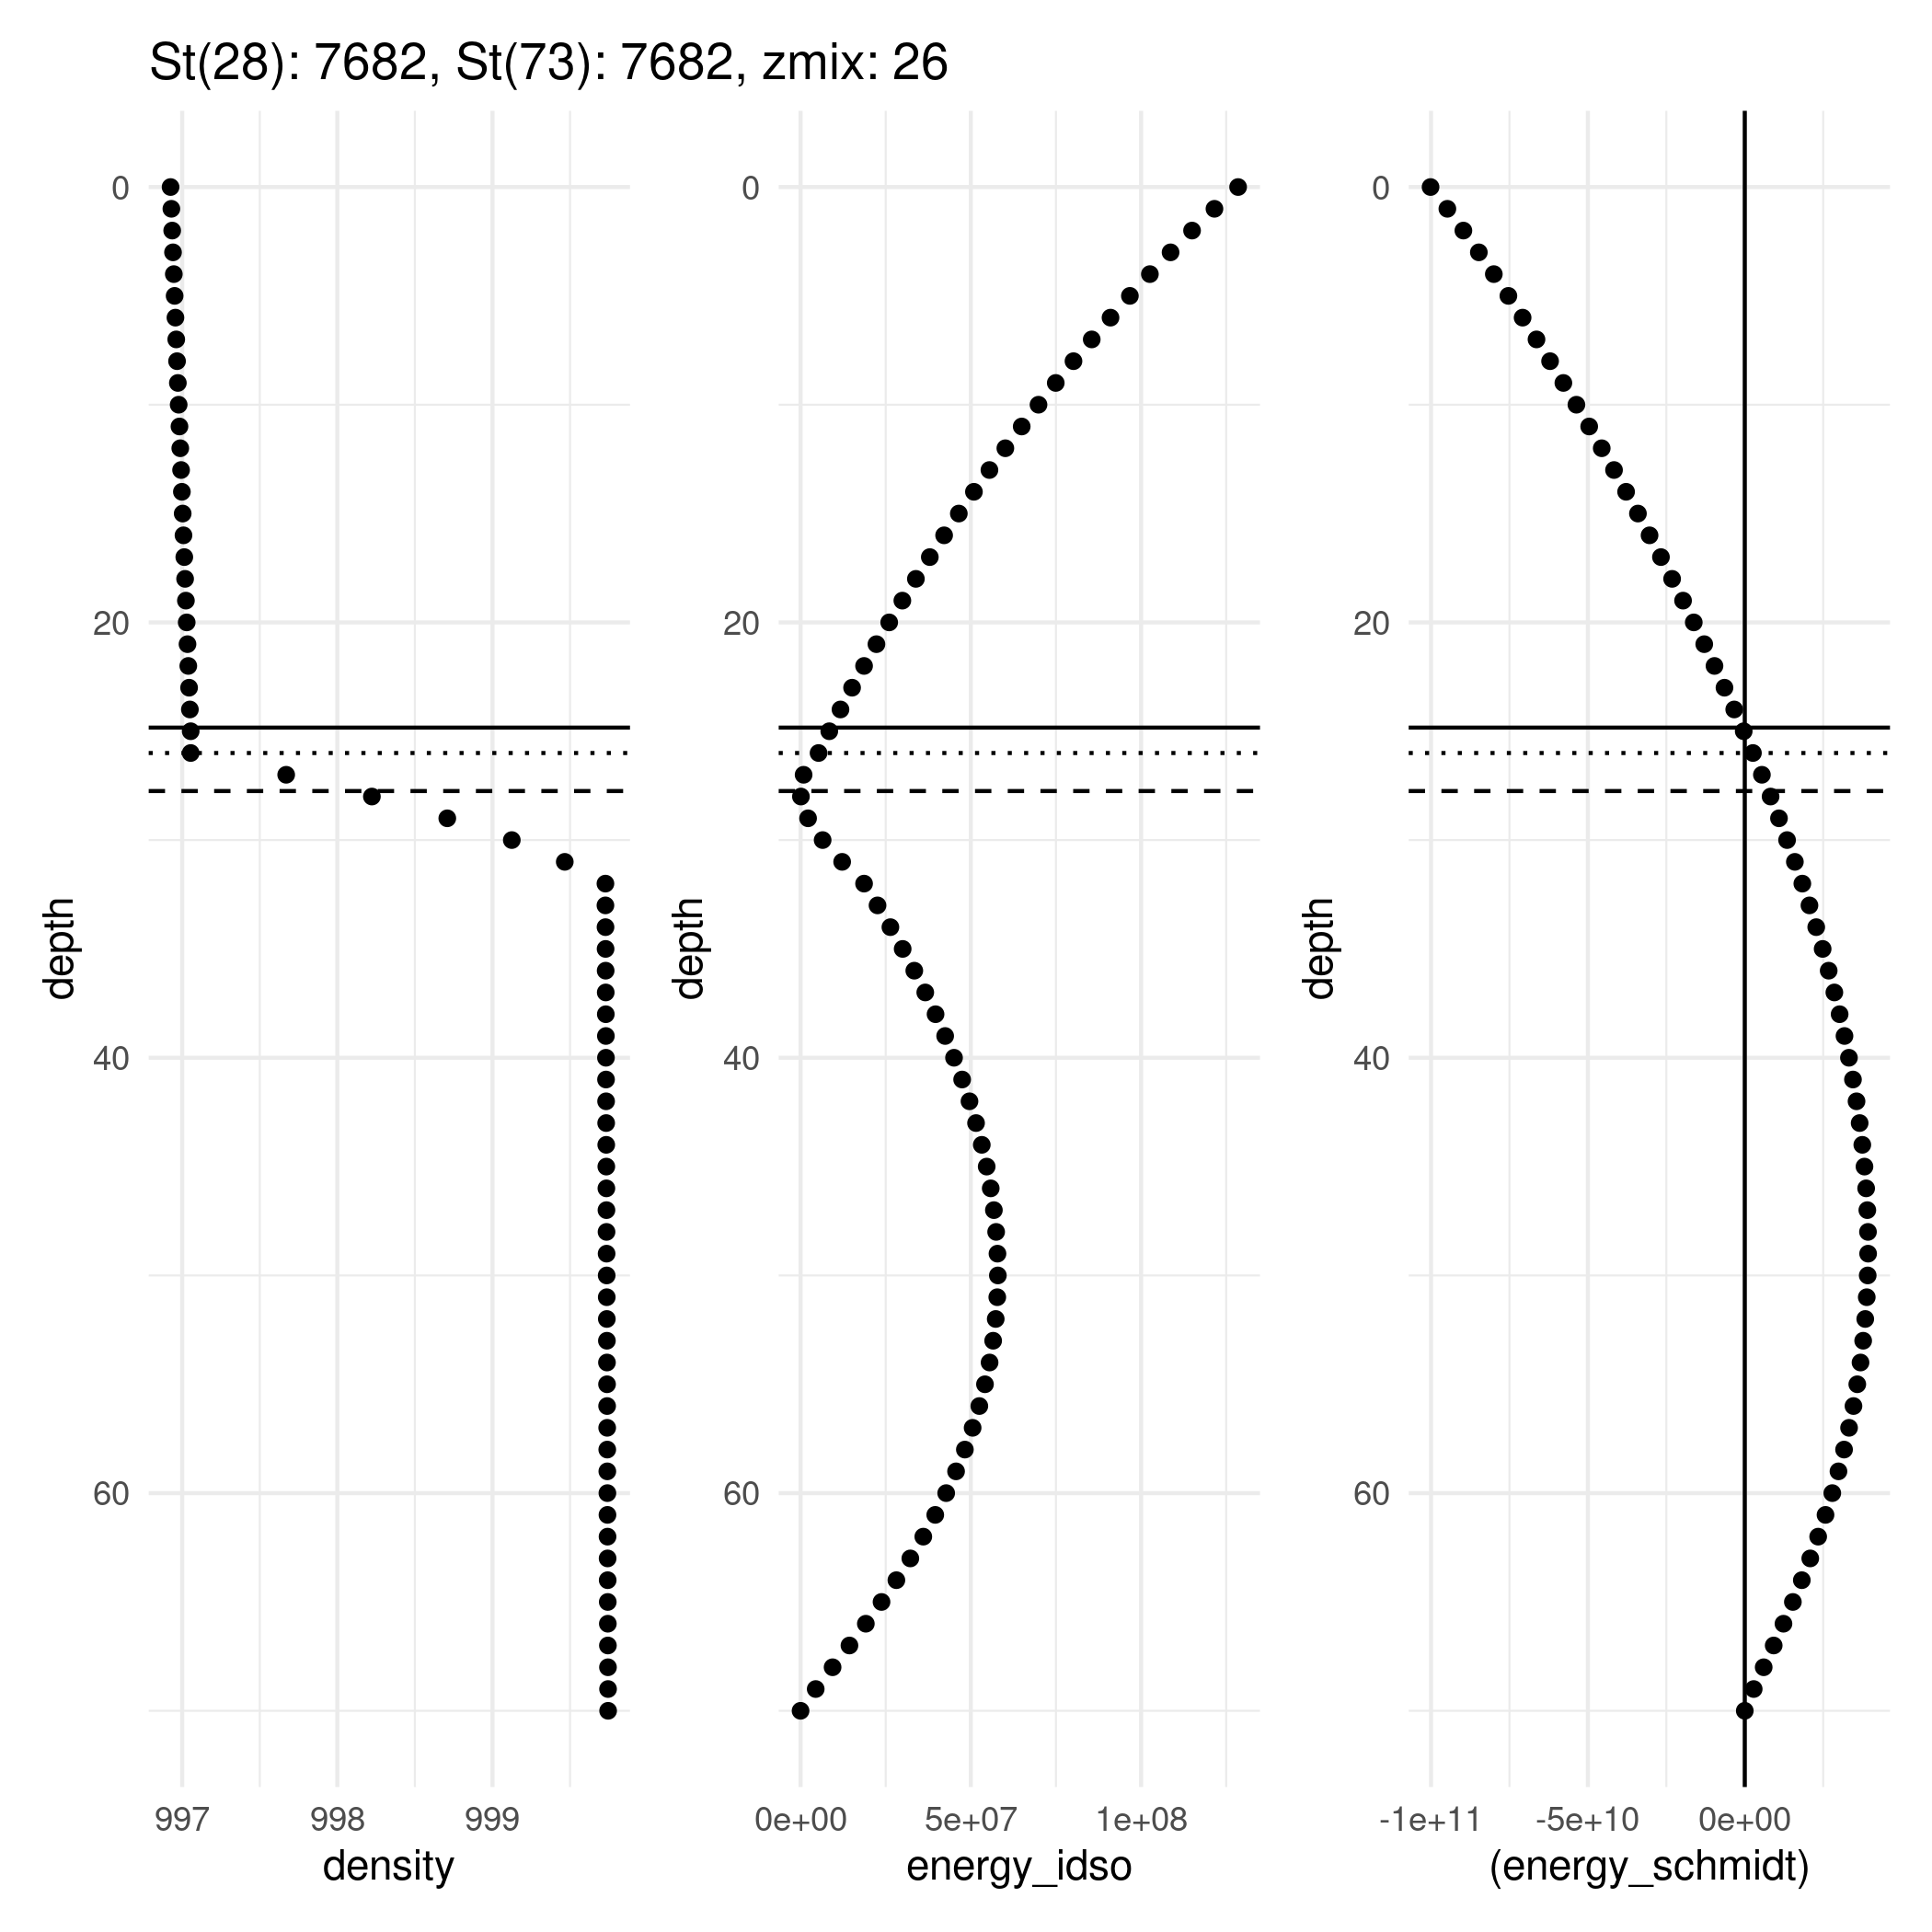 St(28): 7682, St(73): 7682, zmix: 26
0
20
40
60
depth
997 998 999
density
0
20
40
60
depth
0e+00 5e+07 1e+08
energy_idso
0
20
40
60
depth
-1e+11 -5e+10 0e+00
(energy_schmidt)